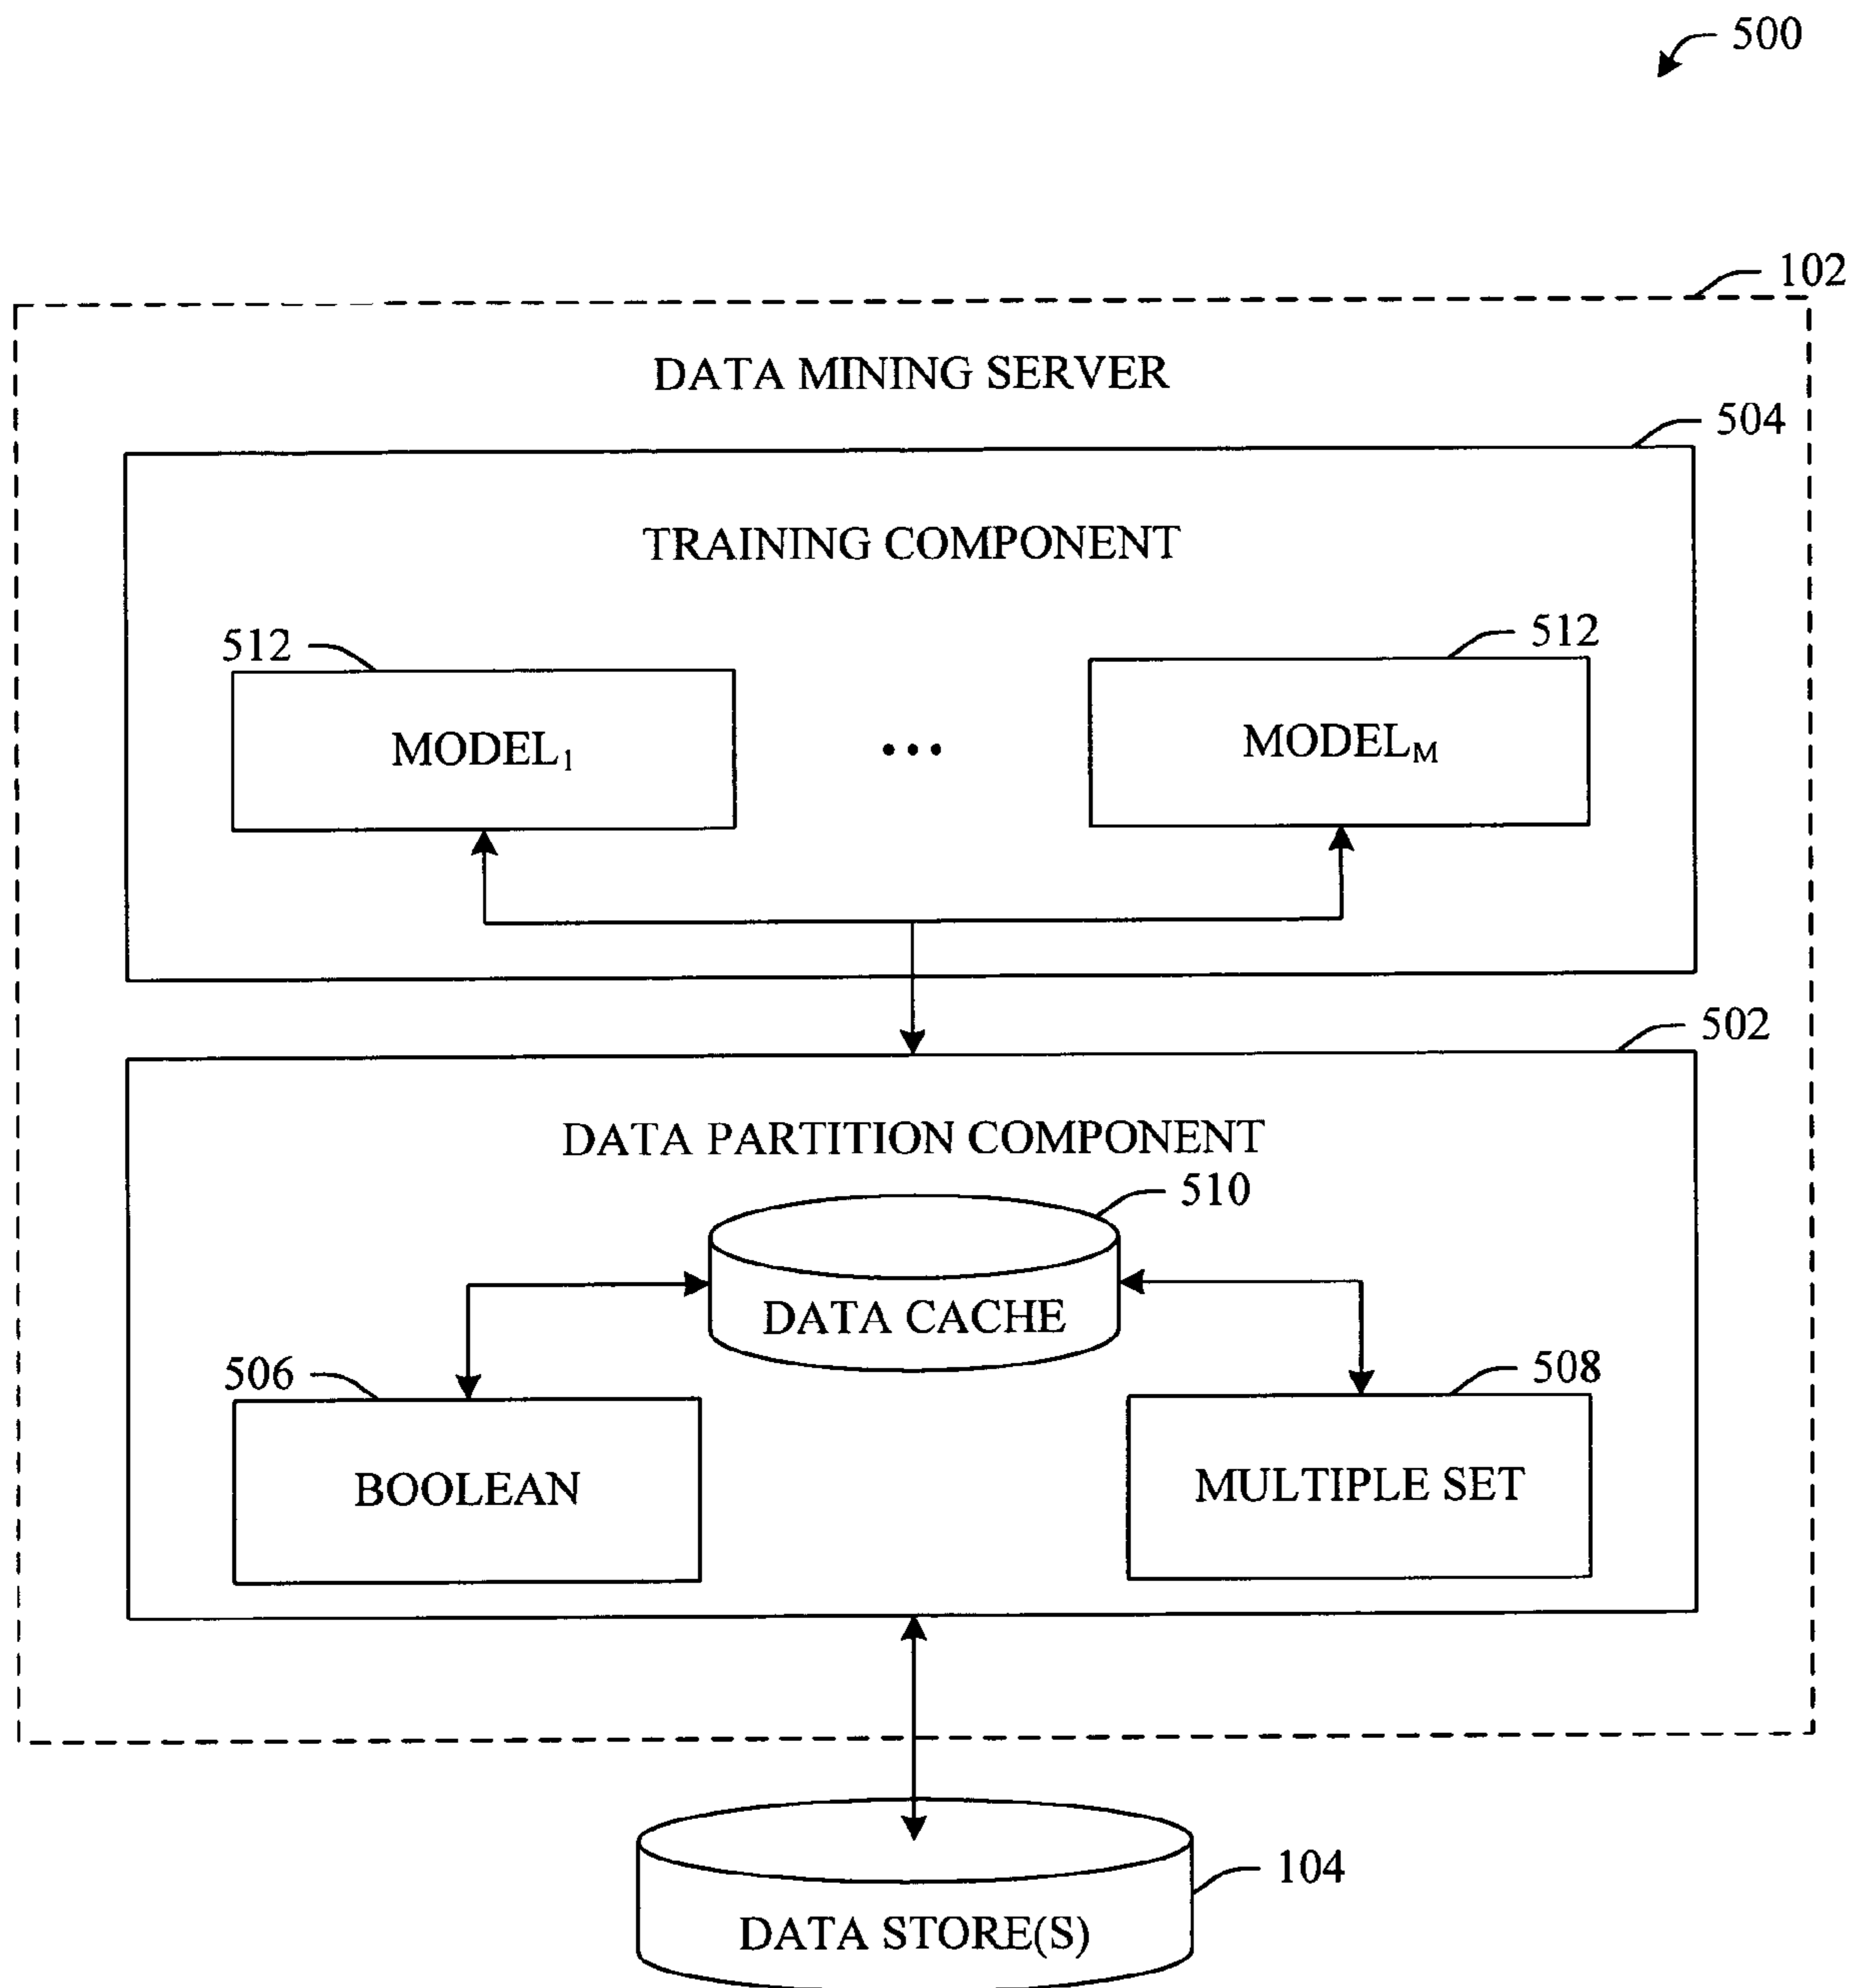 500
102
DATA MINING SERVER
504
TRAINING COMPONENT
512
512
MODEL₁
...
MODEL_M
502
DATA PARTITION COMPONENT
510
DATA CACHE
506
508
BOOLEAN
MULTIPLE SET
104
DATA STORE(S)